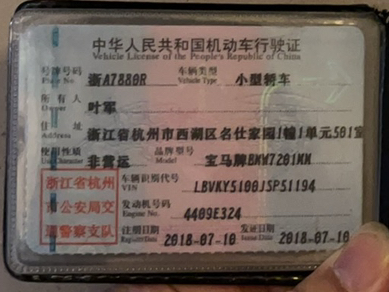 中华人民共和国机动车行驶证
Vehicle License of the People's Republic of China
号牌号码 浙A7880R 车辆类型 小型轿车
Plate No. Vehicle Type
所有人 叶军
Owner
住址 浙江省杭州市西湖区名仕家园1幢1单元501室
Address
使用性质 非营运 品牌型号 宝马牌BMW7201MM
Use Character Model
浙江省杭州 车辆识别代号 LBVKY5100JSP51194
VIN
市公安局交 发动机号码 4409E324
Engine No.
通警察支队 注册日期 2018-07-10 发证日期 2018-07-10
Register Date Issue Date